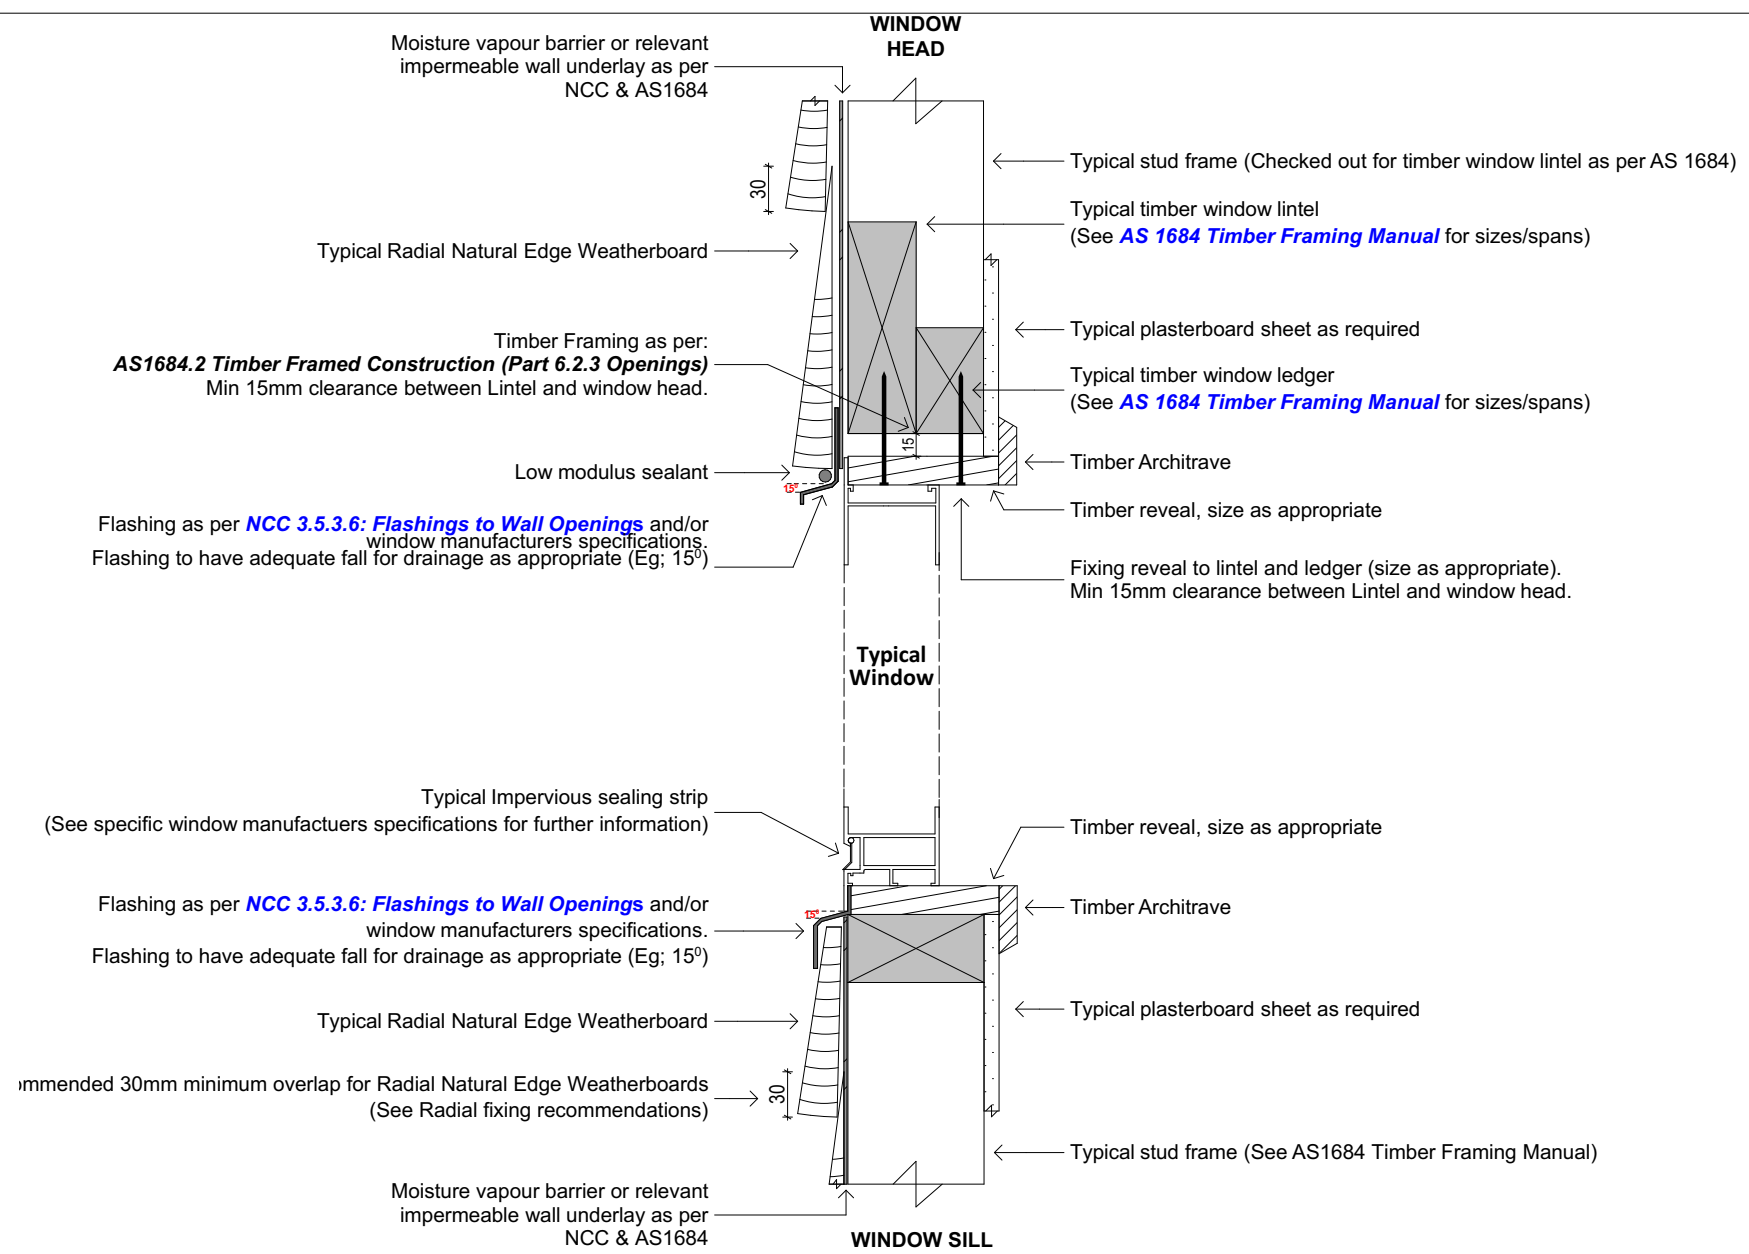 WINDOW
HEAD
Moisture vapour barrier or relevant
impermeable wall underlay as per
NCC & AS1684
30
Typical Radial Natural Edge Weatherboard
Timber Framing as per:
AS1684.2 Timber Framed Construction (Part 6.2.3 Openings)
Min 15mm clearance between Lintel and window head.
Low modulus sealant
15°
Flashing as per NCC 3.5.3.6: Flashings to Wall Openings and/or
window manufacturers specifications.
Flashing to have adequate fall for drainage as appropriate (Eg; 15⁰)
Typical stud frame (Checked out for timber window lintel as per AS 1684)
Typical timber window lintel
(See AS 1684 Timber Framing Manual for sizes/spans)
Typical plasterboard sheet as required
Typical timber window ledger
(See AS 1684 Timber Framing Manual for sizes/spans)
15
Timber Architrave
Timber reveal, size as appropriate
Fixing reveal to lintel and ledger (size as appropriate).
Min 15mm clearance between Lintel and window head.
Typical
Window
Typical Impervious sealing strip
(See specific window manufactuers specifications for further information)
Flashing as per NCC 3.5.3.6: Flashings to Wall Openings and/or
window manufacturers specifications.
Flashing to have adequate fall for drainage as appropriate (Eg; 15⁰)
15°
Typical Radial Natural Edge Weatherboard
ommended 30mm minimum overlap for Radial Natural Edge Weatherboards
(See Radial fixing recommendations)
30
Moisture vapour barrier or relevant
impermeable wall underlay as per
NCC & AS1684
Timber reveal, size as appropriate
Timber Architrave
Typical plasterboard sheet as required
Typical stud frame (See AS1684 Timber Framing Manual)
WINDOW SILL